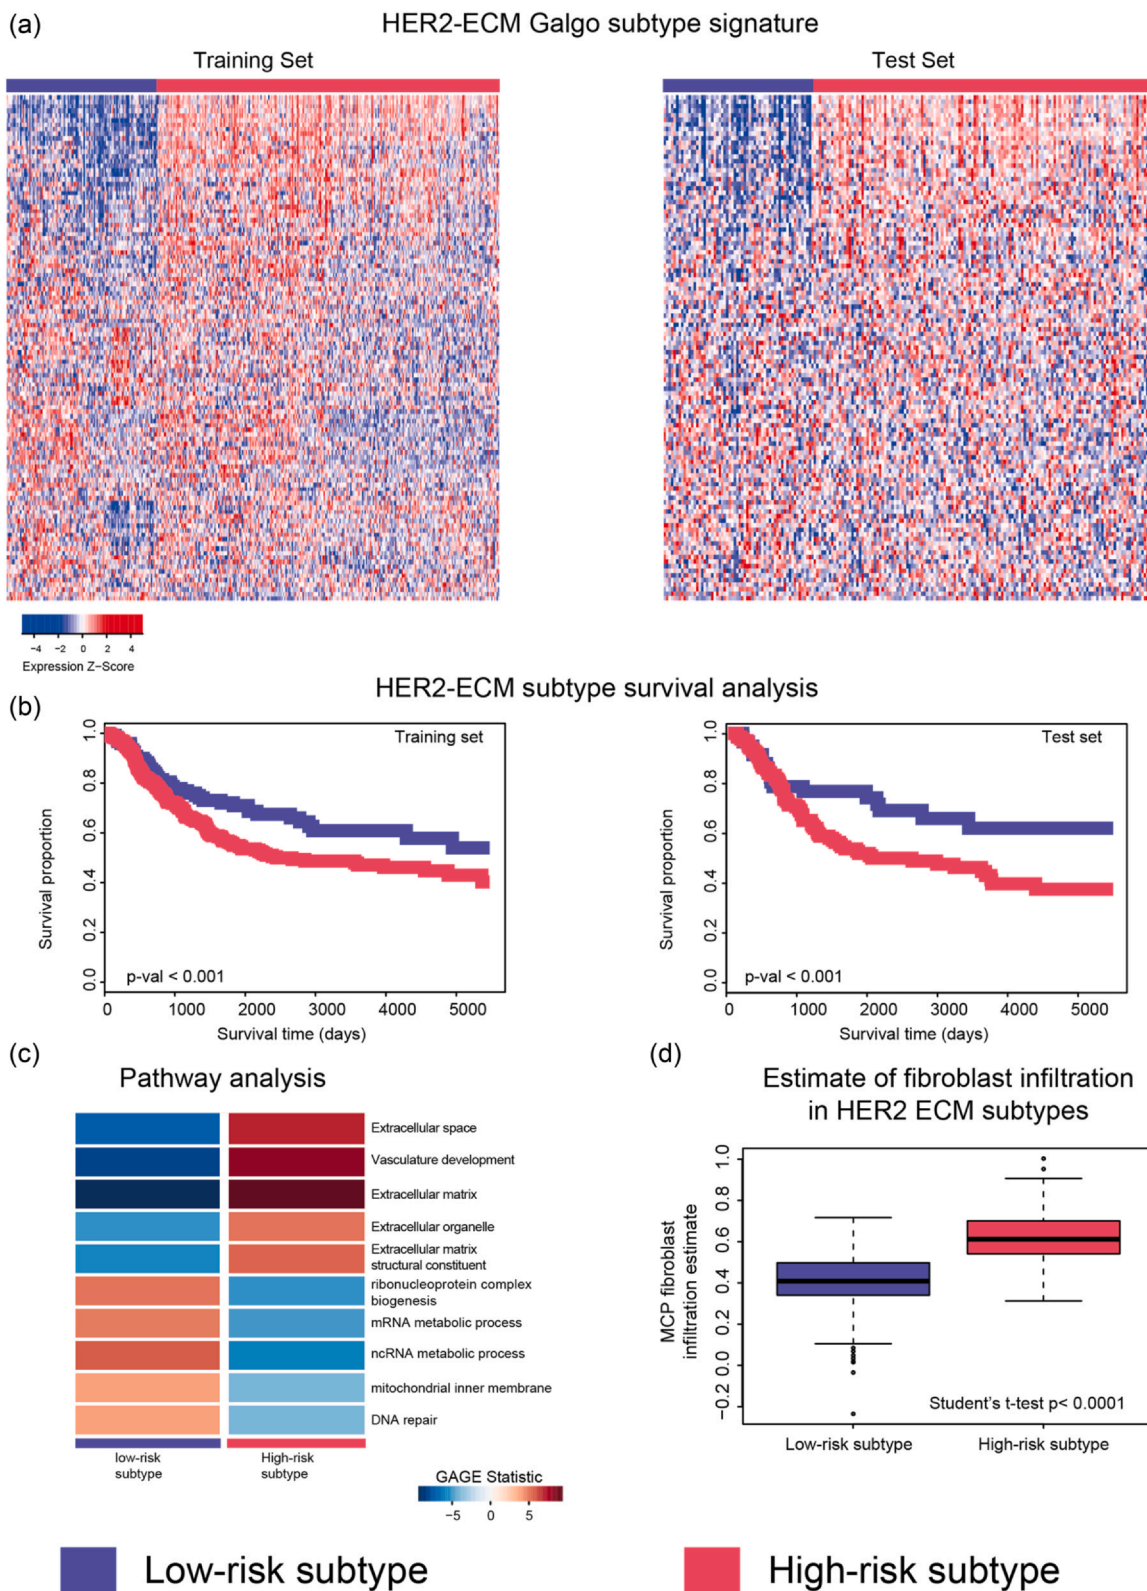 (a)
HER2-ECM Galgo subtype signature
Training Set
Test Set
−4 −2 0 2 4
Expression Z−Score
HER2-ECM subtype survival analysis
(b)
Training set
Survival proportion
0.0 0.2 0.4 0.6 0.8 1.0
p-val < 0.001
0 1000 2000 3000 4000 5000
Survival time (days)
Test set
Survival proportion
0.0 0.2 0.4 0.6 0.8 1.0
p-val < 0.001
0 1000 2000 3000 4000 5000
Survival time (days)
(c)
Pathway analysis
Extracellular space
Vasculature development
Extracellular matrix
Extracellular organelle
Extracellular matrix
structural constituent
ribonucleoprotein complex
biogenesis
mRNA metabolic process
ncRNA metabolic process
mitochondrial inner membrane
DNA repair
low-risk
subtype
High-risk
subtype
GAGE Statistic
−5 0 5
(d)
Estimate of fibroblast infiltration
in HER2 ECM subtypes
MCP fibroblast
infiltration estimate
−0.2 0.0 0.2 0.4 0.6 0.8 1.0
Student's t-test p< 0.0001
Low-risk subtype
High-risk subtype
Low-risk subtype
High-risk subtype